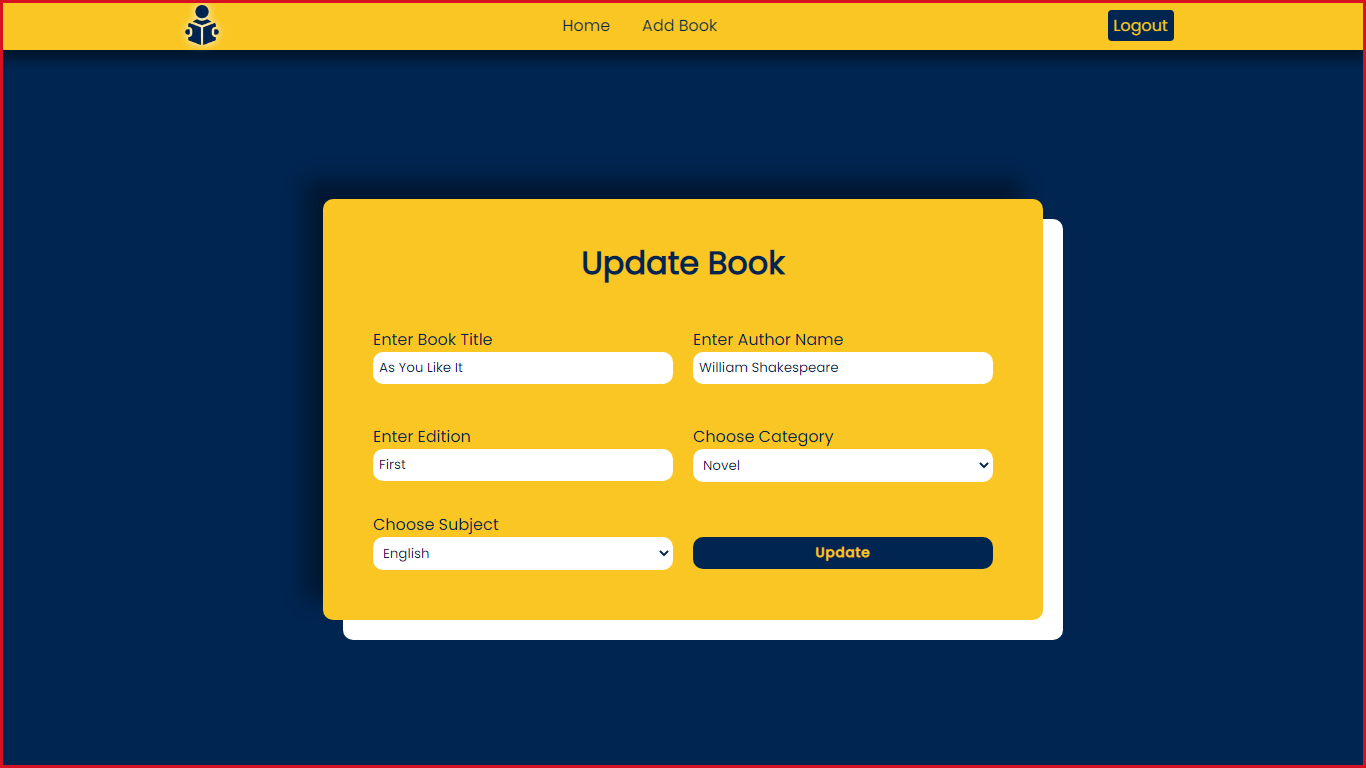 Home Add Book Logout
Update Book
Enter Book Title Enter Author Name
As You Like It William Shakespeare
Enter Edition Choose Category
First Novel
Choose Subject
English Update